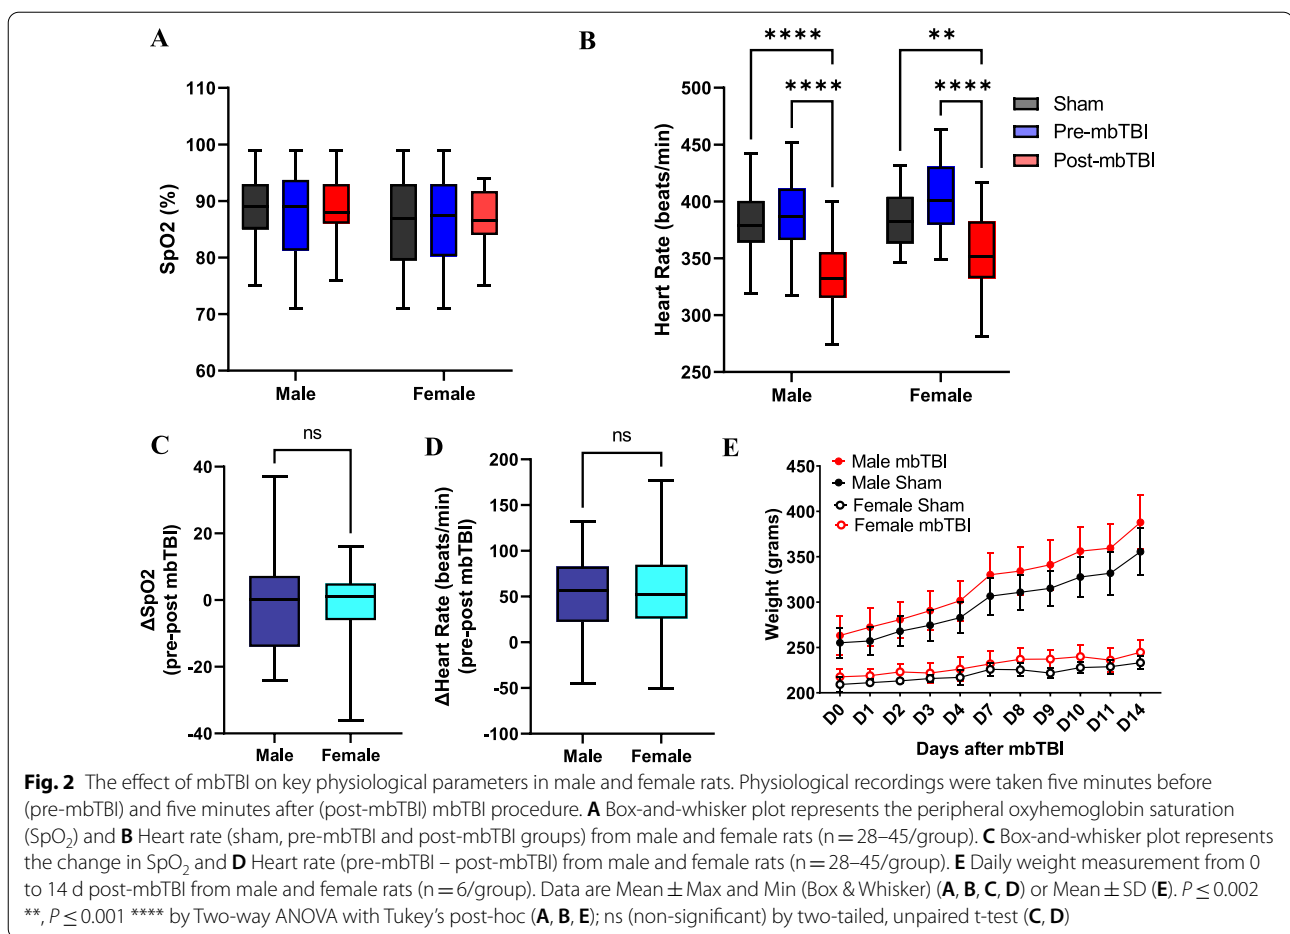 A
B
****
**
****
****
SpO2 (%)
100
90
80
70
60
110
Male
Female
Heart Rate (beats/min)
500
450
400
350
300
250
Male
Female
Sham
Pre-mbTBI
Post-mbTBI
C
ns
ΔSpO2
(pre-post mbTBI)
40
20
0
-20
-40
Male
Female
D
ns
ΔHeart Rate (beats/min)
(pre-post mbTBI)
200
150
100
50
0
-50
-100
Male
Female
E
Male mbTBI
Male Sham
Female Sham
Female mbTBI
Weight (grams)
450
400
350
300
250
200
D0 D1 D2 D3 D4 D7 D8 D9 D10 D11 D14
Days after mbTBI
Fig. 2 The effect of mbTBI on key physiological parameters in male and female rats. Physiological recordings were taken five minutes before
(pre-mbTBI) and five minutes after (post-mbTBI) mbTBI procedure. A Box-and-whisker plot represents the peripheral oxyhemoglobin saturation
(SpO₂) and B Heart rate (sham, pre-mbTBI and post-mbTBI groups) from male and female rats (n = 28–45/group). C Box-and-whisker plot represents
the change in SpO₂ and D Heart rate (pre-mbTBI – post-mbTBI) from male and female rats (n = 28–45/group). E Daily weight measurement from 0
to 14 d post-mbTBI from male and female rats (n = 6/group). Data are Mean ± Max and Min (Box & Whisker) (A, B, C, D) or Mean ± SD (E). P ≤ 0.002
**, P ≤ 0.001 **** by Two-way ANOVA with Tukey's post-hoc (A, B, E); ns (non-significant) by two-tailed, unpaired t-test (C, D)